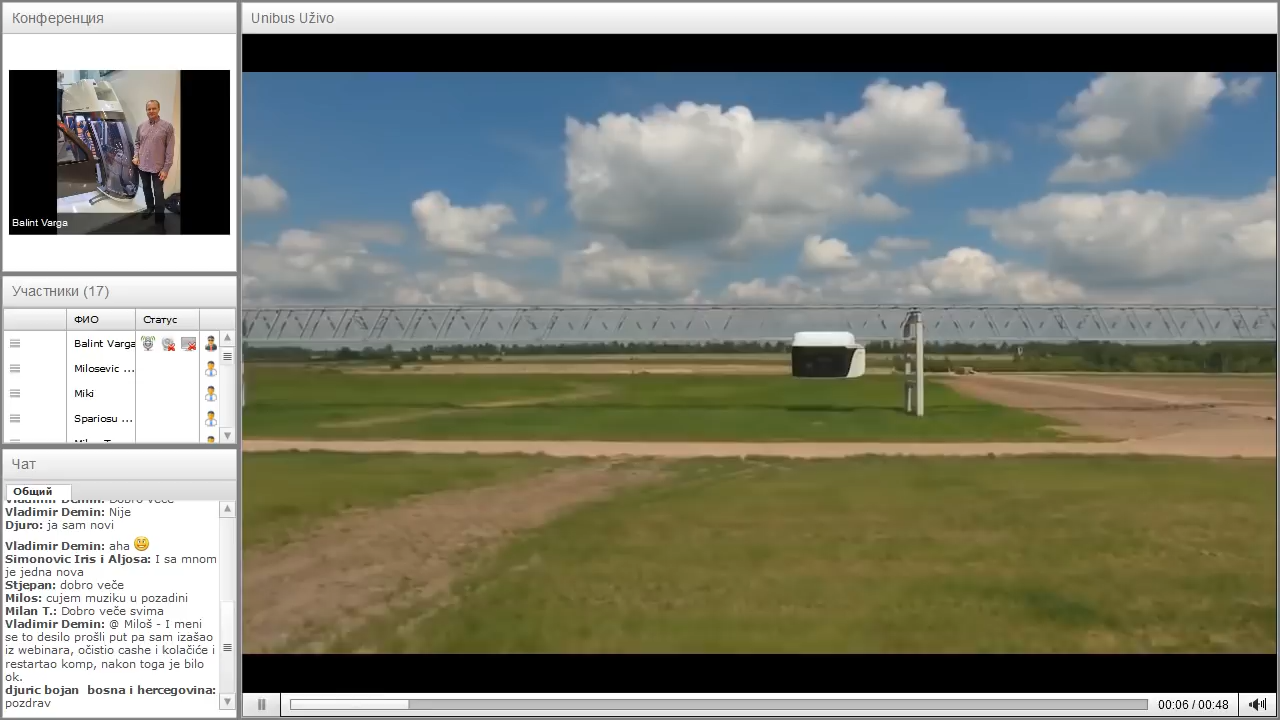 Конференция
Balint Varga
Участники (17)
ФИО
Статус
Balint Varga
Milosevic ...
Miki
Spariosu ...
Чат
Общий
Vladimir Demin: Dobro veče
Vladimir Demin: Nije
Djuro: ja sam novi
Vladimir Demin: aha
Simonovic Iris i Aljosa: I sa mnom
je jedna nova
Stjepan: dobro veče
Milos: cujem muziku u pozadini
Milan T.: Dobro veče svima
Vladimir Demin: @ Miloš - I meni
se to desilo prošli put pa sam izašao
iz webinara, očistio cashe i kolačiće i
restartao komp, nakon toga je bilo
ok.
djuric bojan  bosna i hercegovina:
pozdrav
Unibus Uživo
00:06 / 00:48